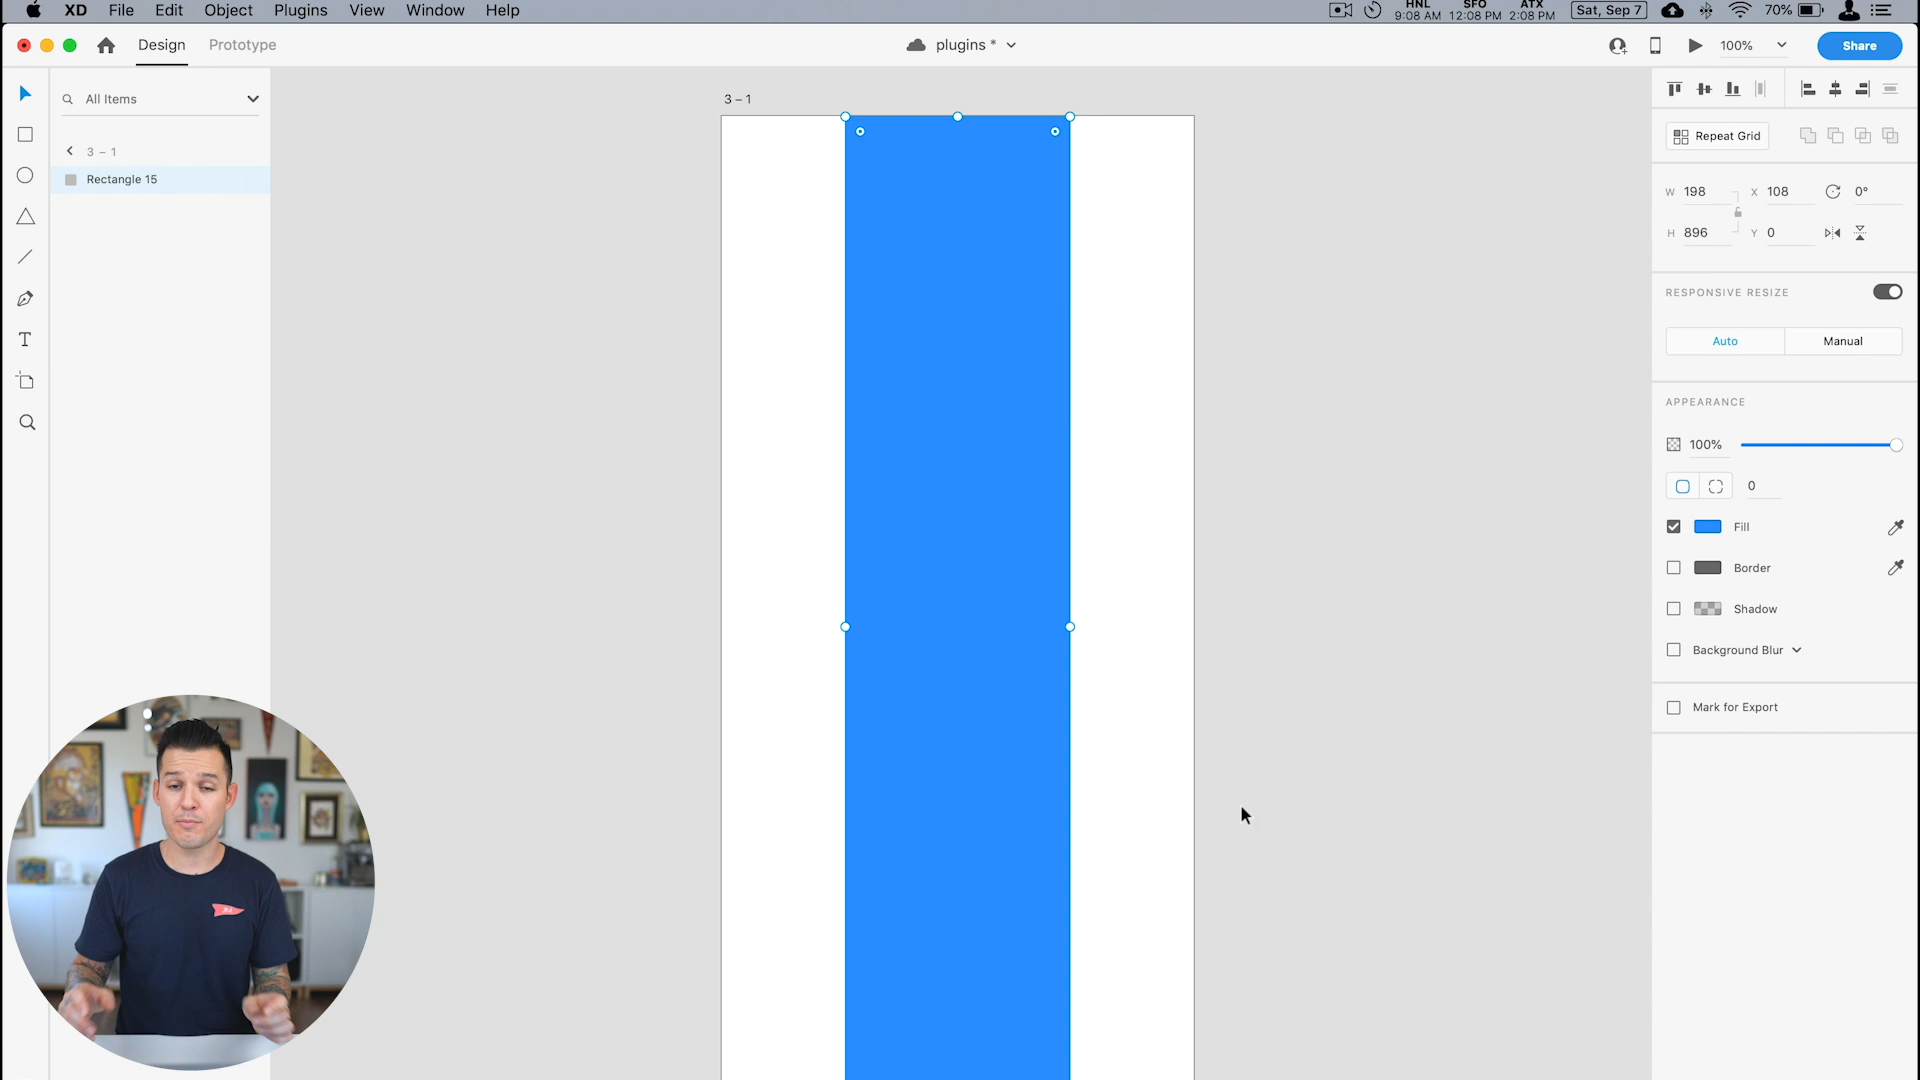 XD File Edit Object Plugins View Window Help
HNL 9:08 AM SFO 12:08 PM ATX 2:08 PM Sat, Sep 7 70%
Design Prototype plugins * 100% Share
All Items
3 – 1
3 – 1
Rectangle 15
Repeat Grid
W 198 X 108 0°
H 896 Y 0
RESPONSIVE RESIZE
Auto Manual
APPEARANCE
100%
0
Fill
Border
Shadow
Background Blur
Mark for Export
T